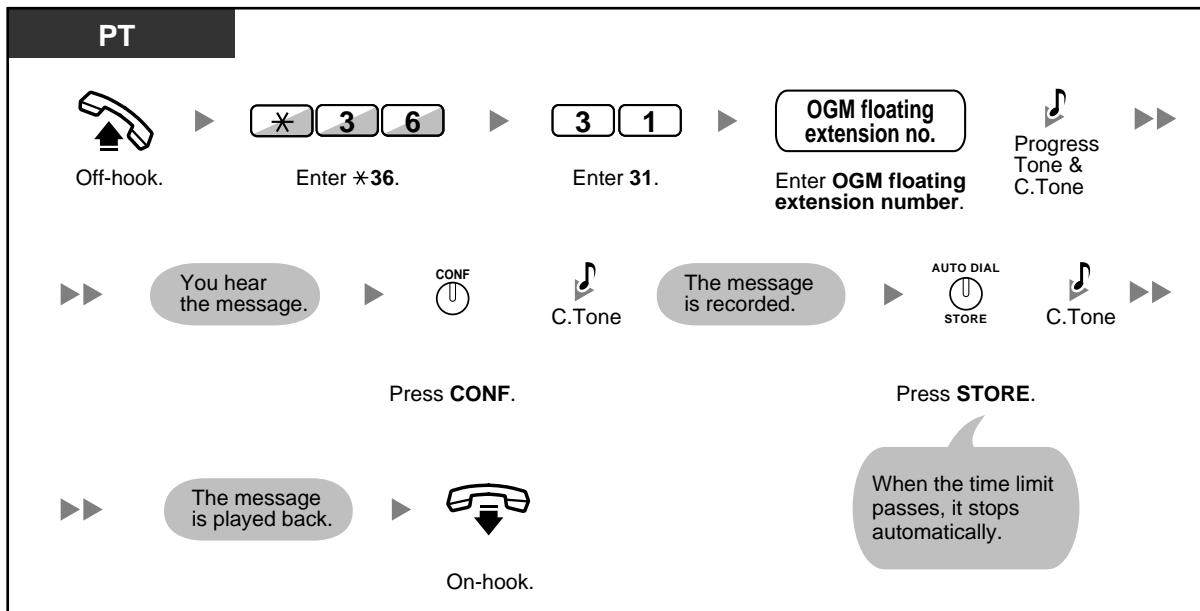 PT
✳ 3 6
3 1
OGM floating
extension no.
Off-hook.
Enter ✳36.
Enter 31.
Enter OGM floating
extension number.
Progress
Tone &
C.Tone
You hear
the message.
CONF
C.Tone
The message
is recorded.
AUTO DIAL
STORE
C.Tone
Press CONF.
Press STORE.
When the time limit
passes, it stops
automatically.
The message
is played back.
On-hook.